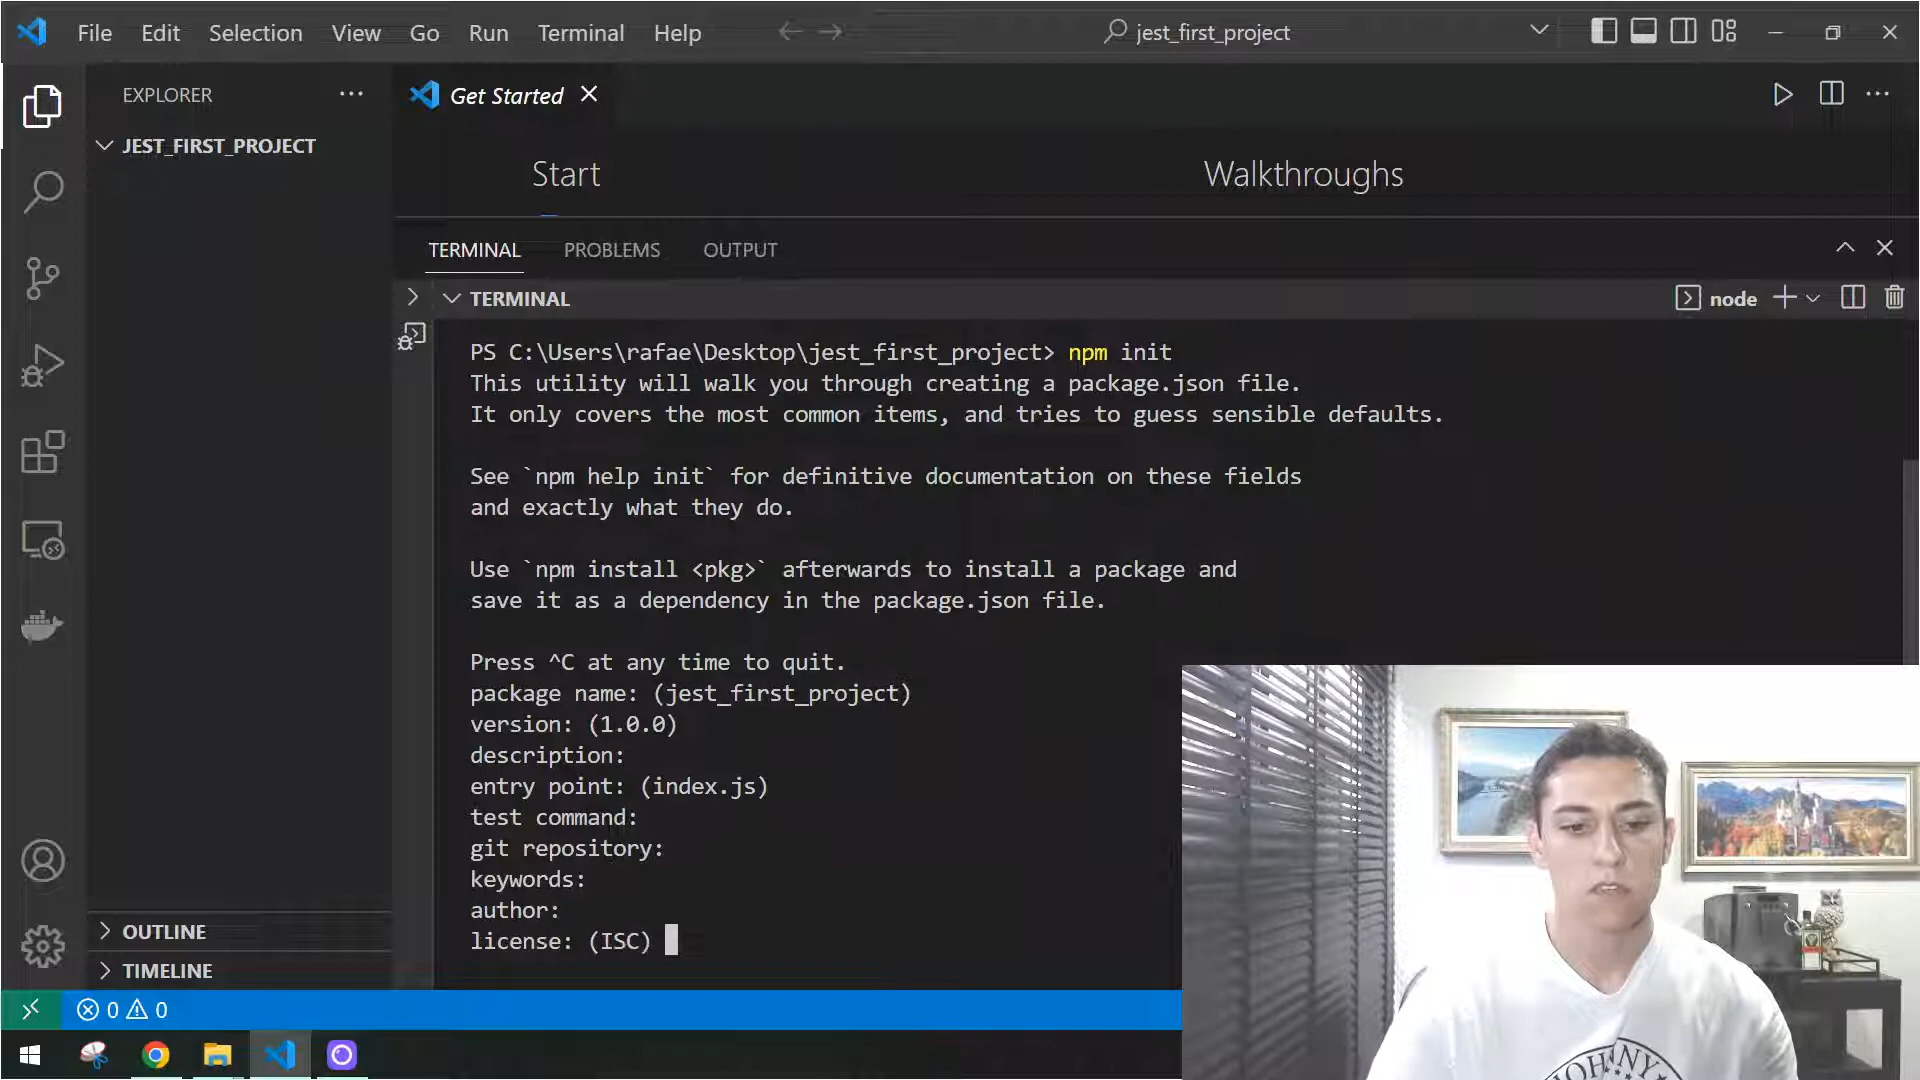 File Edit Selection View Go Run Terminal Help
jest_first_project
EXPLORER
Get Started
JEST_FIRST_PROJECT
Start
Walkthroughs
TERMINAL PROBLEMS OUTPUT
TERMINAL
node
PS C:\Users\rafae\Desktop\jest_first_project> npm init
This utility will walk you through creating a package.json file.
It only covers the most common items, and tries to guess sensible defaults.
See `npm help init` for definitive documentation on these fields
and exactly what they do.
Use `npm install <pkg>` afterwards to install a package and
save it as a dependency in the package.json file.
Press ^C at any time to quit.
package name: (jest_first_project)
version: (1.0.0)
description:
entry point: (index.js)
test command:
git repository:
keywords:
author:
license: (ISC)
OUTLINE
TIMELINE
0 0